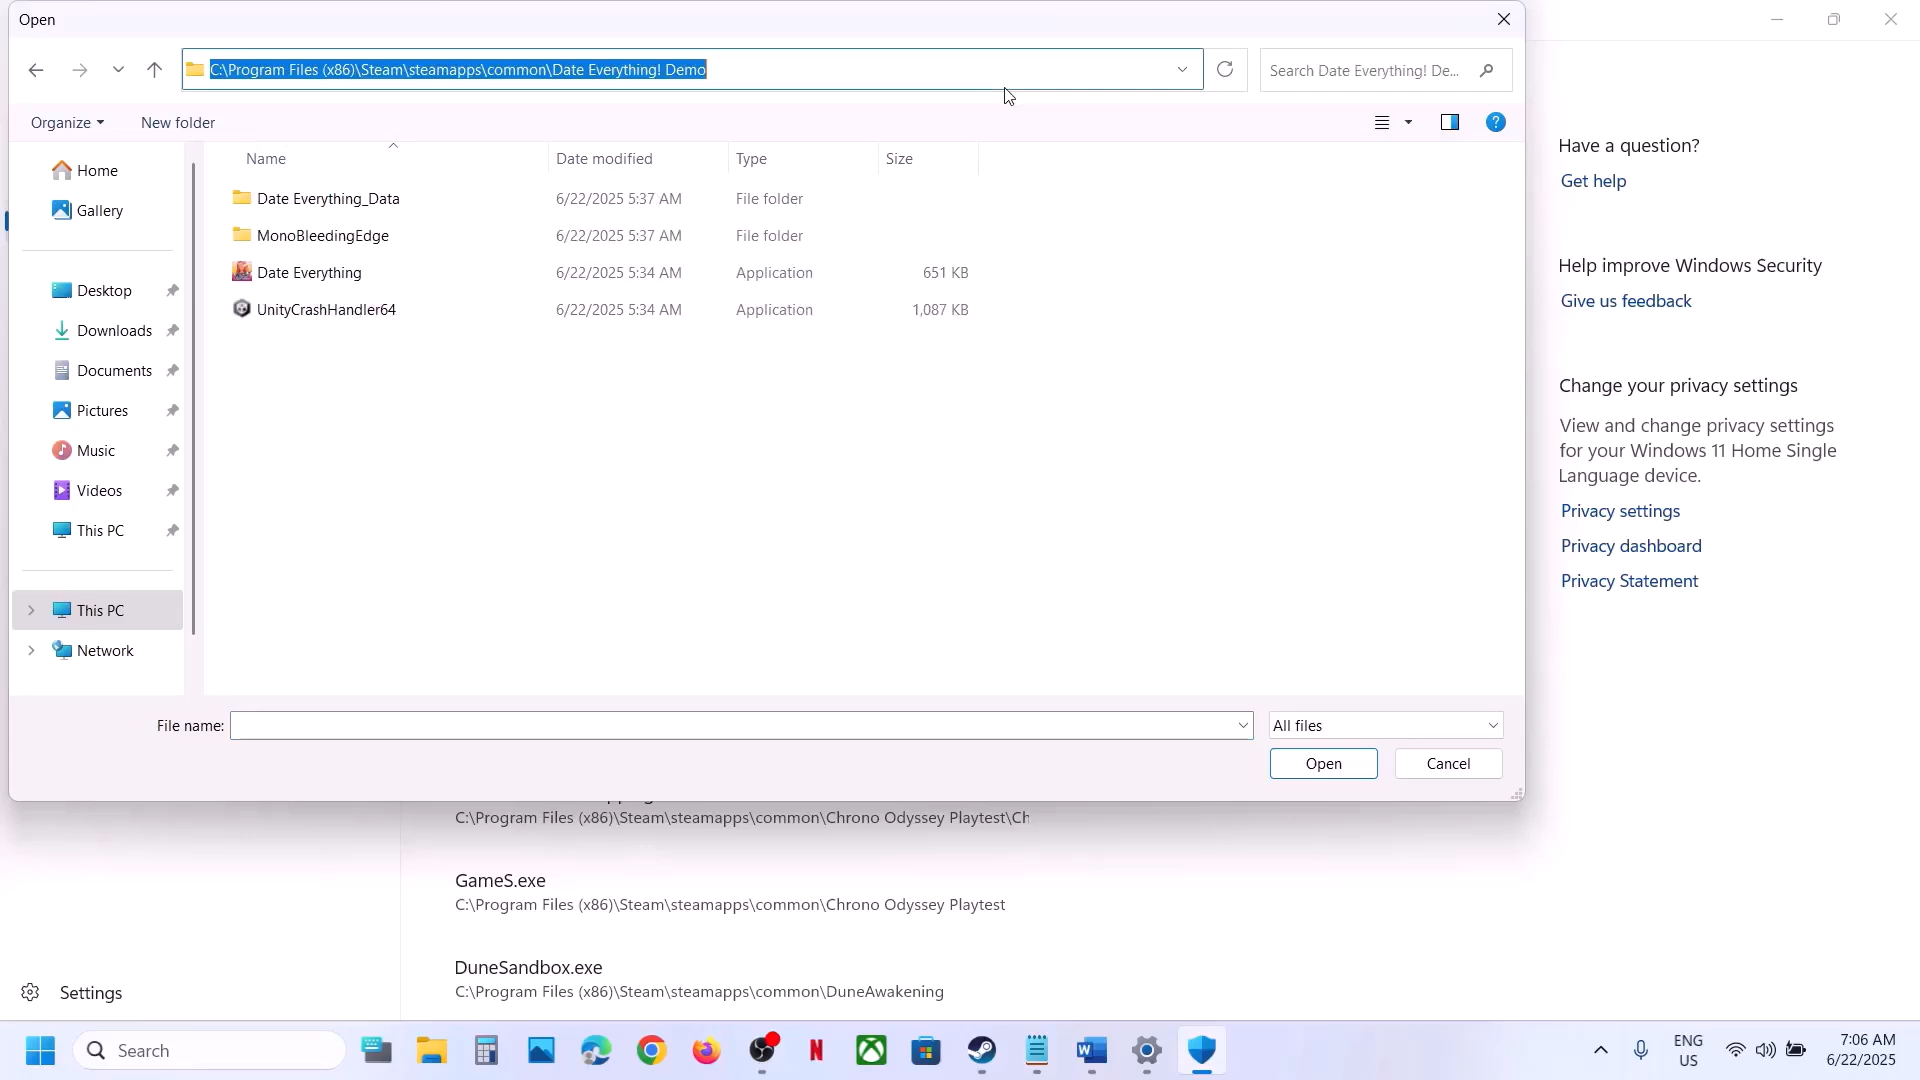 Open
C:\Program Files (x86)\Steam\steamapps\common\Date Everything! Demo
Search Date Everything! De...
Organize
New folder
Name
Date modified
Type
Size
Home
Gallery
Desktop
Downloads
Documents
Pictures
Music
Videos
This PC
This PC
Network
Date Everything_Data 6/22/2025 5:37 AM File folder
MonoBleedingEdge 6/22/2025 5:37 AM File folder
Date Everything 6/22/2025 5:34 AM Application 651 KB
UnityCrashHandler64 6/22/2025 5:34 AM Application 1,087 KB
File name:
All files
Open
Cancel
Have a question?
Get help
Help improve Windows Security
Give us feedback
Change your privacy settings
View and change privacy settings
for your Windows 11 Home Single
Language device.
Privacy settings
Privacy dashboard
Privacy Statement
C:\Program Files (x86)\Steam\steamapps\common\Chrono Odyssey Playtest\Ch
GameS.exe
C:\Program Files (x86)\Steam\steamapps\common\Chrono Odyssey Playtest
DuneSandbox.exe
C:\Program Files (x86)\Steam\steamapps\common\DuneAwakening
Settings
Search
ENG
US
7:06 AM
6/22/2025